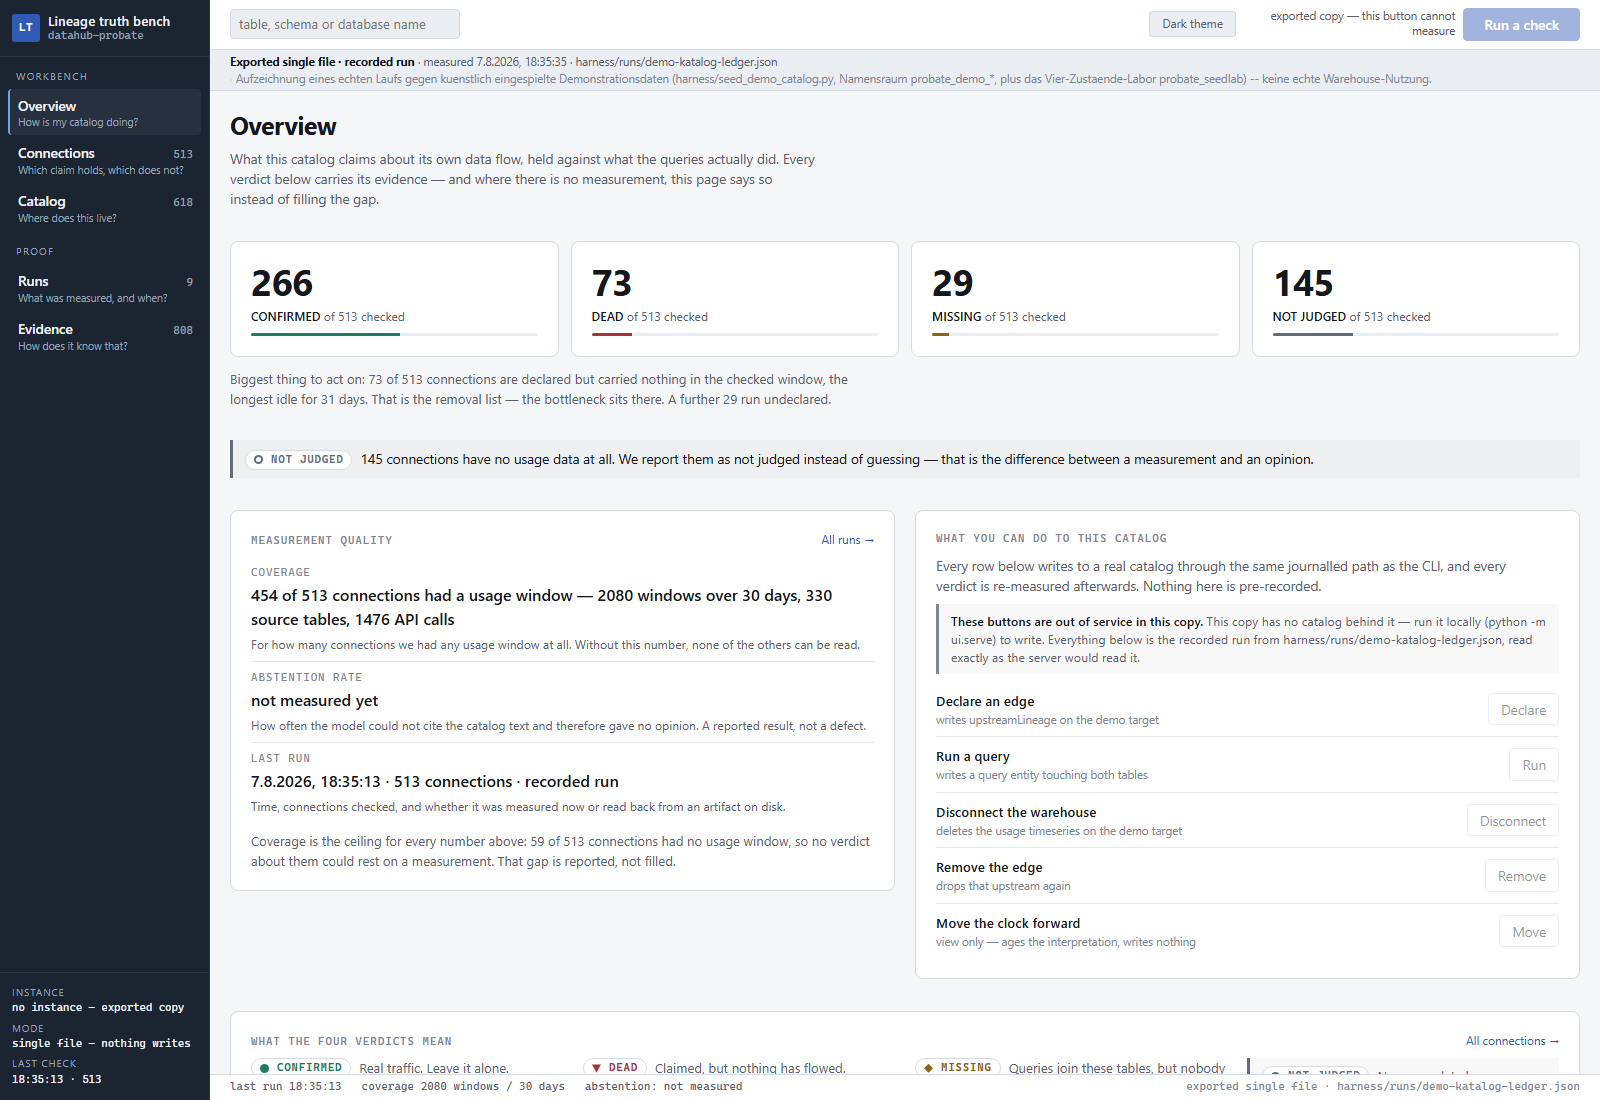 LT
Lineage truth bench
datahub-probate
WORKBENCH
Overview
How is my catalog doing?
Connections 513
Which claim holds, which does not?
Catalog 618
Where does this live?
PROOF
Runs 9
What was measured, and when?
Evidence 808
How does it know that?
INSTANCE
no instance — exported copy
MODE
single file — nothing writes
LAST CHECK
18:35:13 · 513
table, schema or database name
Dark theme
exported copy — this button cannot
measure
Run a check
Exported single file · recorded run · measured 7.8.2026, 18:35:35 · harness/runs/demo-katalog-ledger.json
· Aufzeichnung eines echten Laufs gegen kuenstlich eingespielte Demonstrationsdaten (harness/seed_demo_catalog.py, Namensraum probate_demo_*, plus das Vier-Zustaende-Labor probate_seedlab) -- keine echte Warehouse-Nutzung.
Overview
What this catalog claims about its own data flow, held against what the queries actually did. Every
verdict below carries its evidence — and where there is no measurement, this page says so
instead of filling the gap.
266
CONFIRMED of 513 checked
73
DEAD of 513 checked
29
MISSING of 513 checked
145
NOT JUDGED of 513 checked
Biggest thing to act on: 73 of 513 connections are declared but carried nothing in the checked window, the
longest idle for 31 days. That is the removal list — the bottleneck sits there. A further 29 run undeclared.
NOT JUDGED 145 connections have no usage data at all. We report them as not judged instead of guessing — that is the difference between a measurement and an opinion.
MEASUREMENT QUALITY
All runs →
COVERAGE
454 of 513 connections had a usage window — 2080 windows over 30 days, 330
source tables, 1476 API calls
For how many connections we had any usage window at all. Without this number, none of the others can be read.
ABSTENTION RATE
not measured yet
How often the model could not cite the catalog text and therefore gave no opinion. A reported result, not a defect.
LAST RUN
7.8.2026, 18:35:13 · 513 connections · recorded run
Time, connections checked, and whether it was measured now or read back from an artifact on disk.
Coverage is the ceiling for every number above: 59 of 513 connections had no usage window, so no verdict
about them could rest on a measurement. That gap is reported, not filled.
WHAT YOU CAN DO TO THIS CATALOG
Every row below writes to a real catalog through the same journalled path as the CLI, and every
verdict is re-measured afterwards. Nothing here is pre-recorded.
These buttons are out of service in this copy. This copy has no catalog behind it — run it locally (python -m
ui.serve) to write. Everything below is the recorded run from harness/runs/demo-katalog-ledger.json, read
exactly as the server would read it.
Declare an edge
writes upstreamLineage on the demo target
Declare
Run a query
writes a query entity touching both tables
Run
Disconnect the warehouse
deletes the usage timeseries on the demo target
Disconnect
Remove the edge
drops that upstream again
Remove
Move the clock forward
view only — ages the interpretation, writes nothing
Move
WHAT THE FOUR VERDICTS MEAN
All connections →
CONFIRMED Real traffic. Leave it alone.
DEAD Claimed, but nothing has flowed.
MISSING Queries join these tables, but nobody
last run 18:35:13 coverage 2080 windows / 30 days abstention: not measured
exported single file · harness/runs/demo-katalog-ledger.json